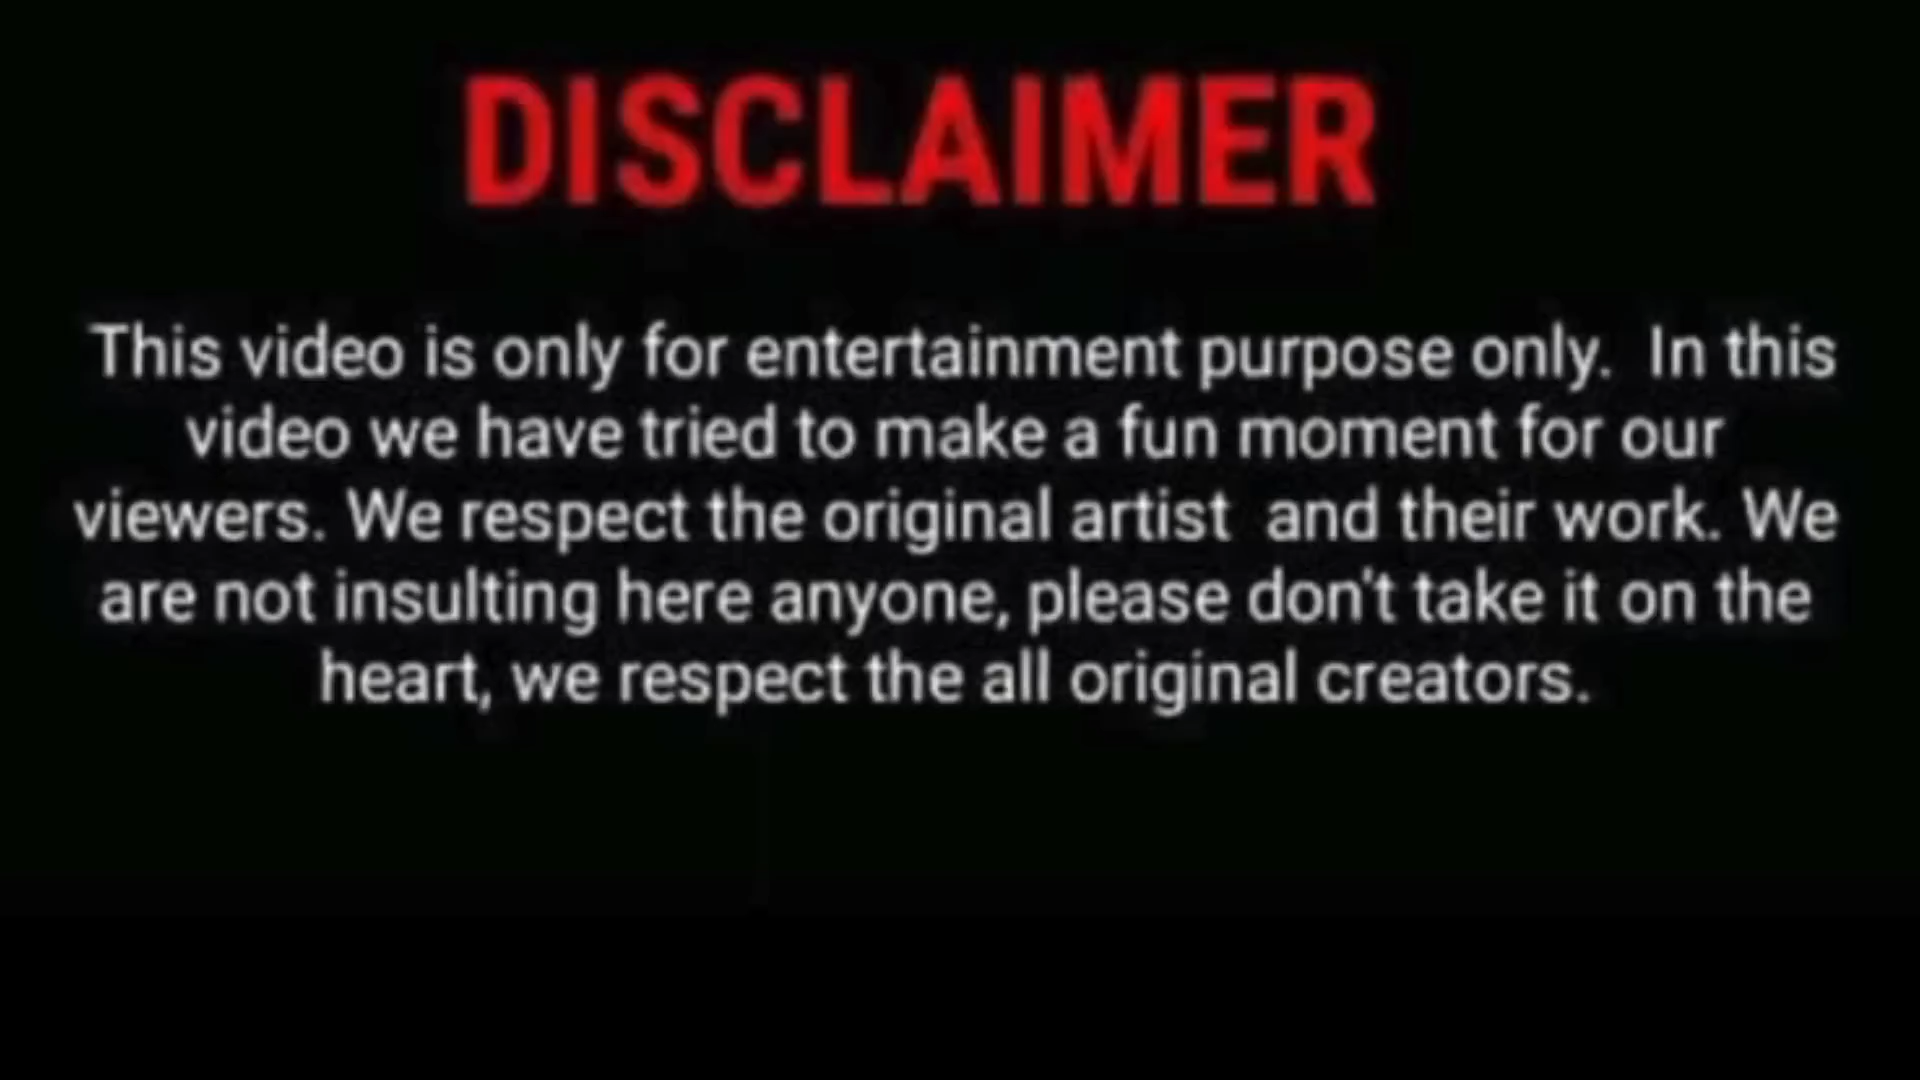 DISCLAIMER
This video is only for entertainment purpose only. In this
video we have tried to make a fun moment for our
viewers. We respect the original artist and their work. We
are not insulting here anyone, please don't take it on the
heart, we respect the all original creators.